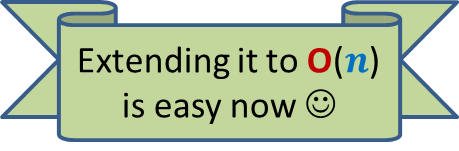 Extending it to O(n)
is easy now ☺